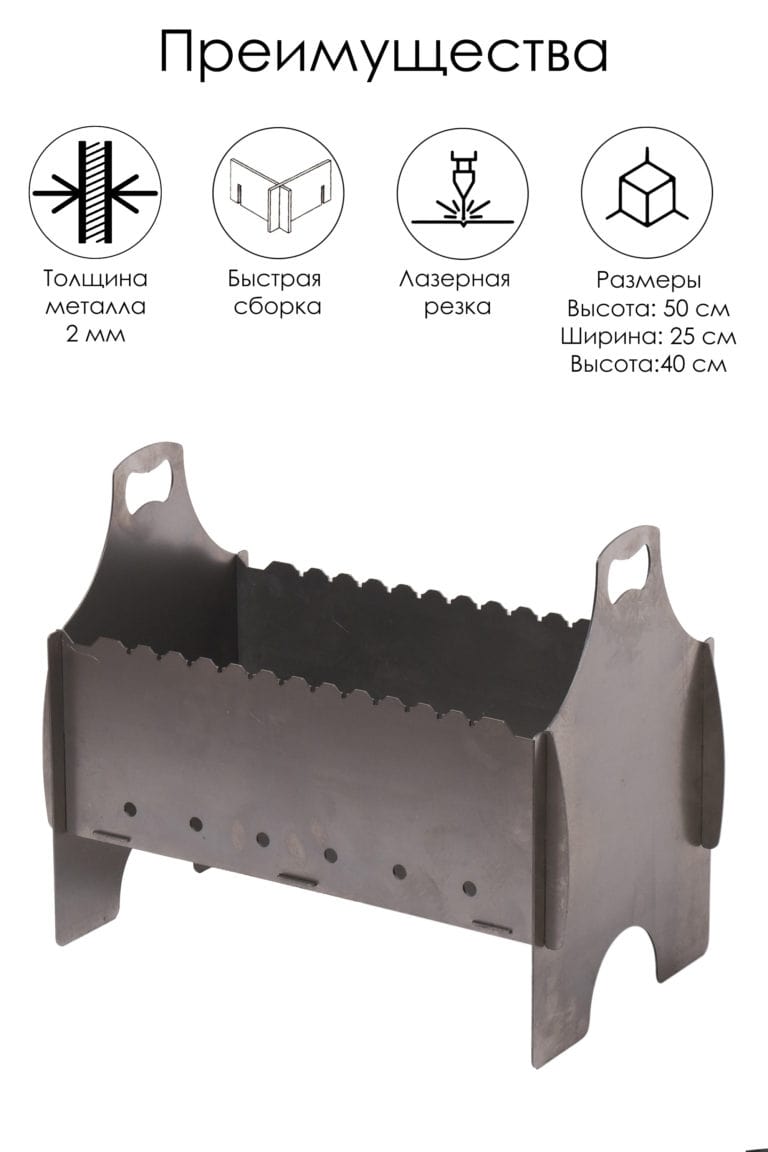 Преимущества
Толщина
металла
2 мм
Быстрая
сборка
Лазерная
резка
Размеры
Высота: 50 см
Ширина: 25 см
Высота:40 см